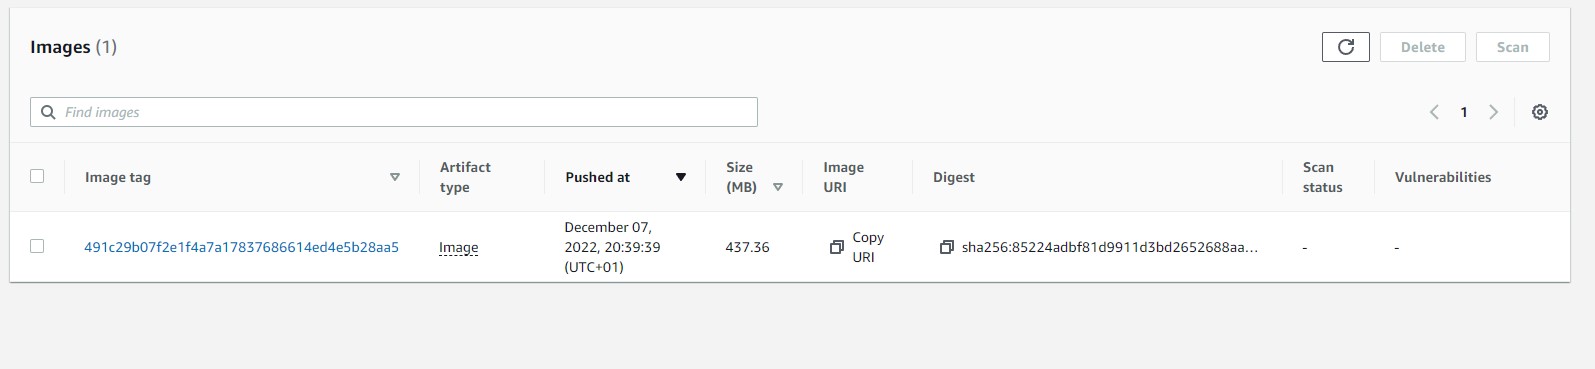 Images (1)
Delete
Scan
Find images
1
Image tag
Artifact
type
Pushed at
Size
(MB)
Image
URI
Digest
Scan
status
Vulnerabilities
491c29b07f2e1f4a7a17837686614ed4e5b28aa5
Image
December 07,
2022, 20:39:39
(UTC+01)
437.36
Copy
URI
sha256:85224adbf81d9911d3bd2652688aa...
-
-